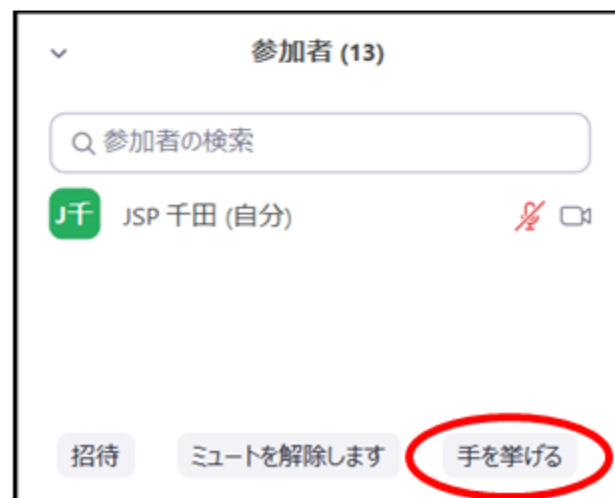 参加者 (13)
参加者の検索
J千 JSP 千田 (自分)
招待 ミュートを解除します 手を挙げる